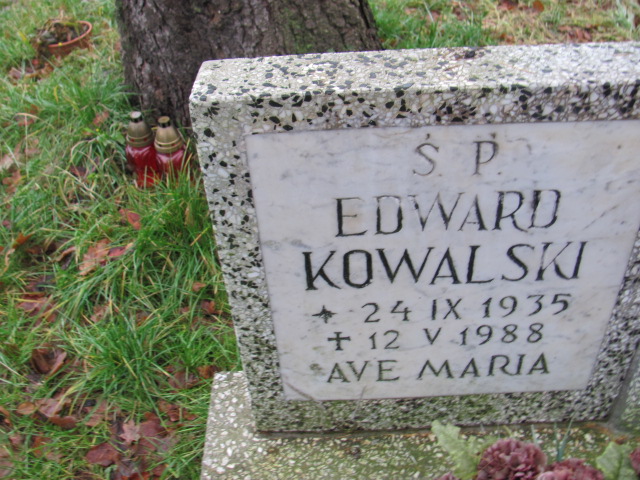 Ś P
EDWARD
KOWALSKI
* 24 IX 1935
✝ 12 V 1988
AVE MARIA